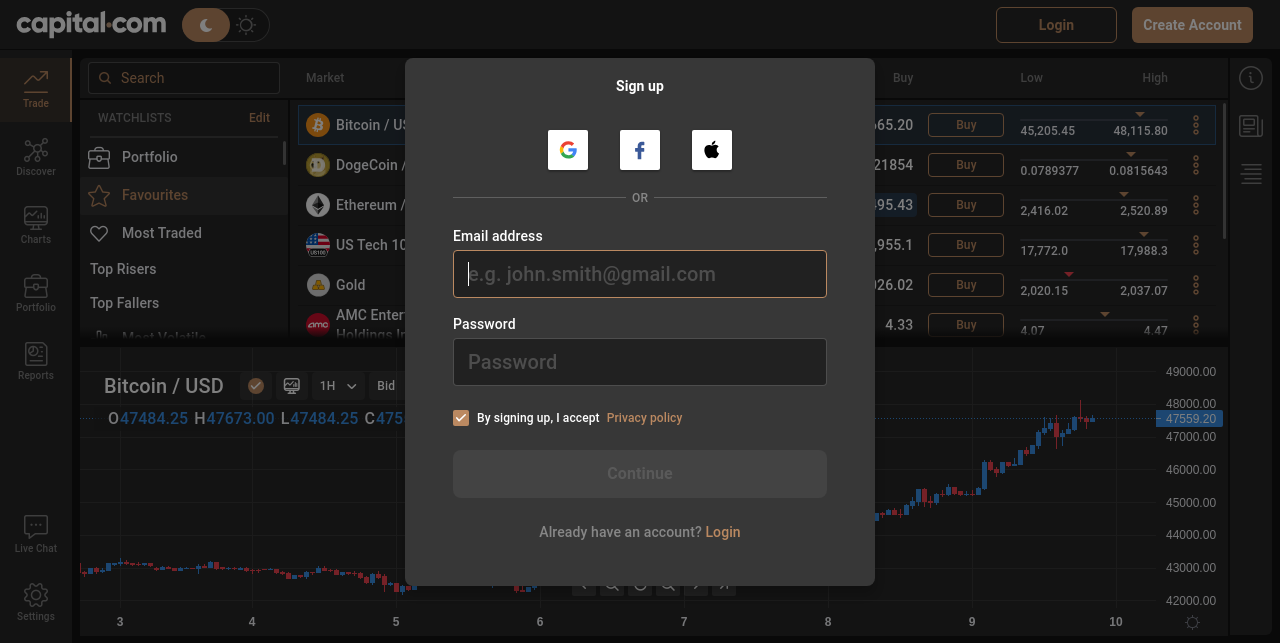 capital.com
Login
Create Account
Trade
Discover
Charts
Portfolio
Reports
Live Chat
Settings
Search
WATCHLISTS Edit
Portfolio
Favourites
Most Traded
Top Risers
Top Fallers
Most Volatile
Market Buy Low High
Bitcoin / US 65.20 Buy 45,205.45 48,115.80
DogeCoin / 21854 Buy 0.0789377 0.0815643
Ethereum / 95.43 Buy 2,416.02 2,520.89
US100
US Tech 10 ,955.1 Buy 17,772.0 17,988.3
Gold 26.02 Buy 2,020.15 2,037.07
amc
AMC Enter
Holdings In 4.33 Buy 4.07 4.47
Sign up
OR
Email address
e.g. john.smith@gmail.com
Password
Password
By signing up, I accept Privacy policy
Continue
Already have an account? Login
Bitcoin / USD 1H Bid
O47484.25 H47673.00 L47484.25 C475
49000.00
48000.00
47559.20
47000.00
46000.00
45000.00
44000.00
43000.00
42000.00
3 4 5 6 7 8 9 10